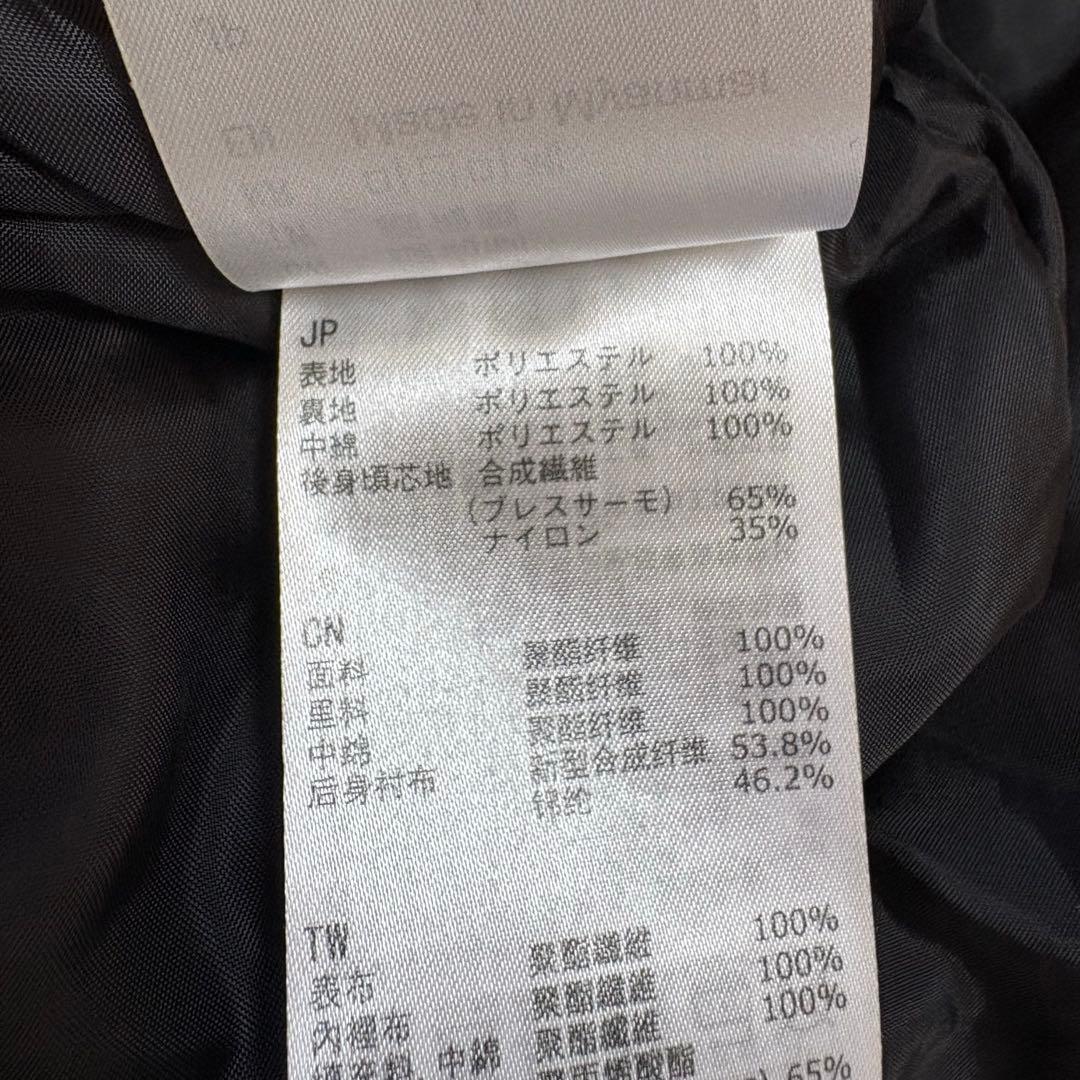 JP
表地 ポリエステル 100%
裏地 ポリエステル 100%
中綿 ポリエステル 100%
後身頃芯地 合成繊維
(ブレスサーモ) 65%
ナイロン 35%
CN
面料 聚酯纤维 100%
里料 聚酯纤维 100%
中绵 聚酯纤维 100%
后身衬布 新型合成纤维 53.8%
锦纶 46.2%
TW
表布 聚酯纖維 100%
內裡布 聚酯纖維 100%
填充料,中綿 聚酯纖維 100%
65%